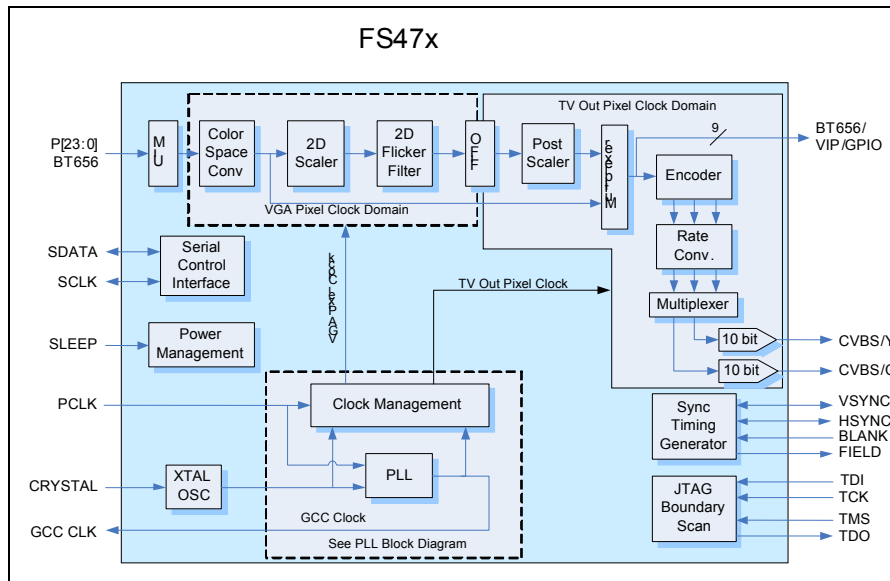 FS47x
TV Out Pixel Clock Domain
P[23:0]
BT656
MU
Color
Space
Conv
2D
Scaler
2D
Flicker
Filter
OFF
Post
Scaler
9
BT656/
VIP/GPIO
Encoder
VGA Pixel Clock Domain
Rate
Conv.
SDATA
SCLK
Serial
Control
Interface
TV Out Pixel Clock
Multiplexer
SLEEP
Power
Management
10 bit
CVBS/Y
10 bit
CVBS/C
PCLK
Clock Management
Sync
Timing
Generator
VSYNC
HSYNC
BLANK
FIELD
CRYSTAL
XTAL
OSC
PLL
JTAG
Boundary
Scan
TDI
TCK
TMS
TDO
GCC CLK
GCC Clock
See PLL Block Diagram